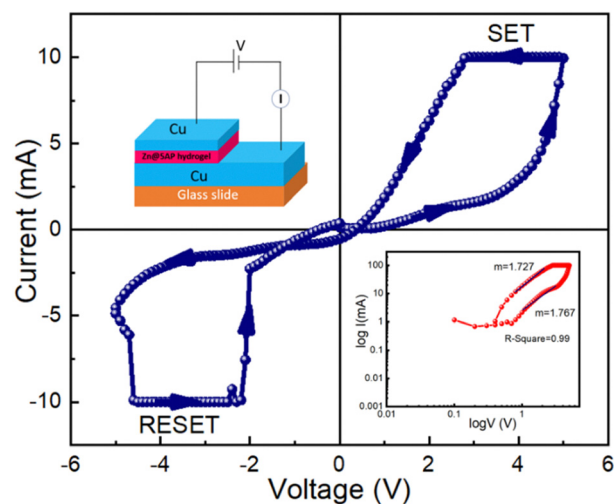 SET
10
V
I
Cu
Zn@SAP hydrogel
Cu
Glass slide
5
0
-5
-10
Current (mA)
100
10
1
0.1
0.01
0.001
log I(mA)
m=1.727
m=1.767
R-Square=0.99
0.01
0.1
1
logV (V)
RESET
-6
-4
-2
0
2
4
6
Voltage (V)